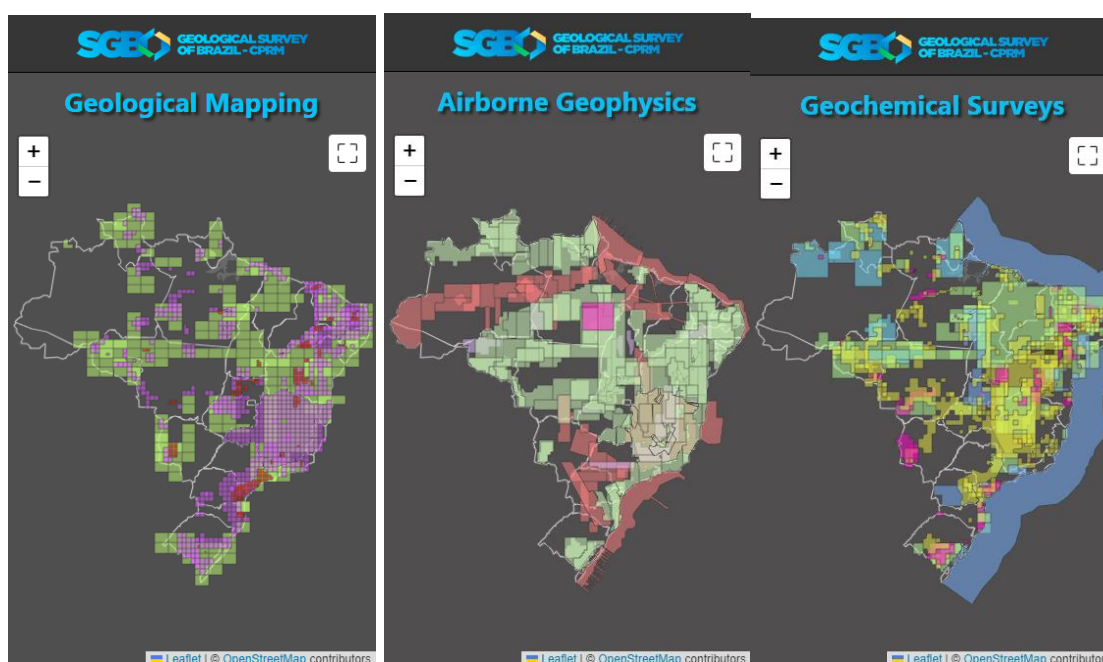 SGB GEOLOGICAL SURVEY
OF BRAZIL - CPRM
Geological Mapping
+
−
Leaflet | © OpenStreetMap contributors
SGB GEOLOGICAL SURVEY
OF BRAZIL - CPRM
Airborne Geophysics
+
−
Leaflet | © OpenStreetMap contributors
SGB GEOLOGICAL SURVEY
OF BRAZIL - CPRM
Geochemical Surveys
+
−
Leaflet | © OpenStreetMap contributors